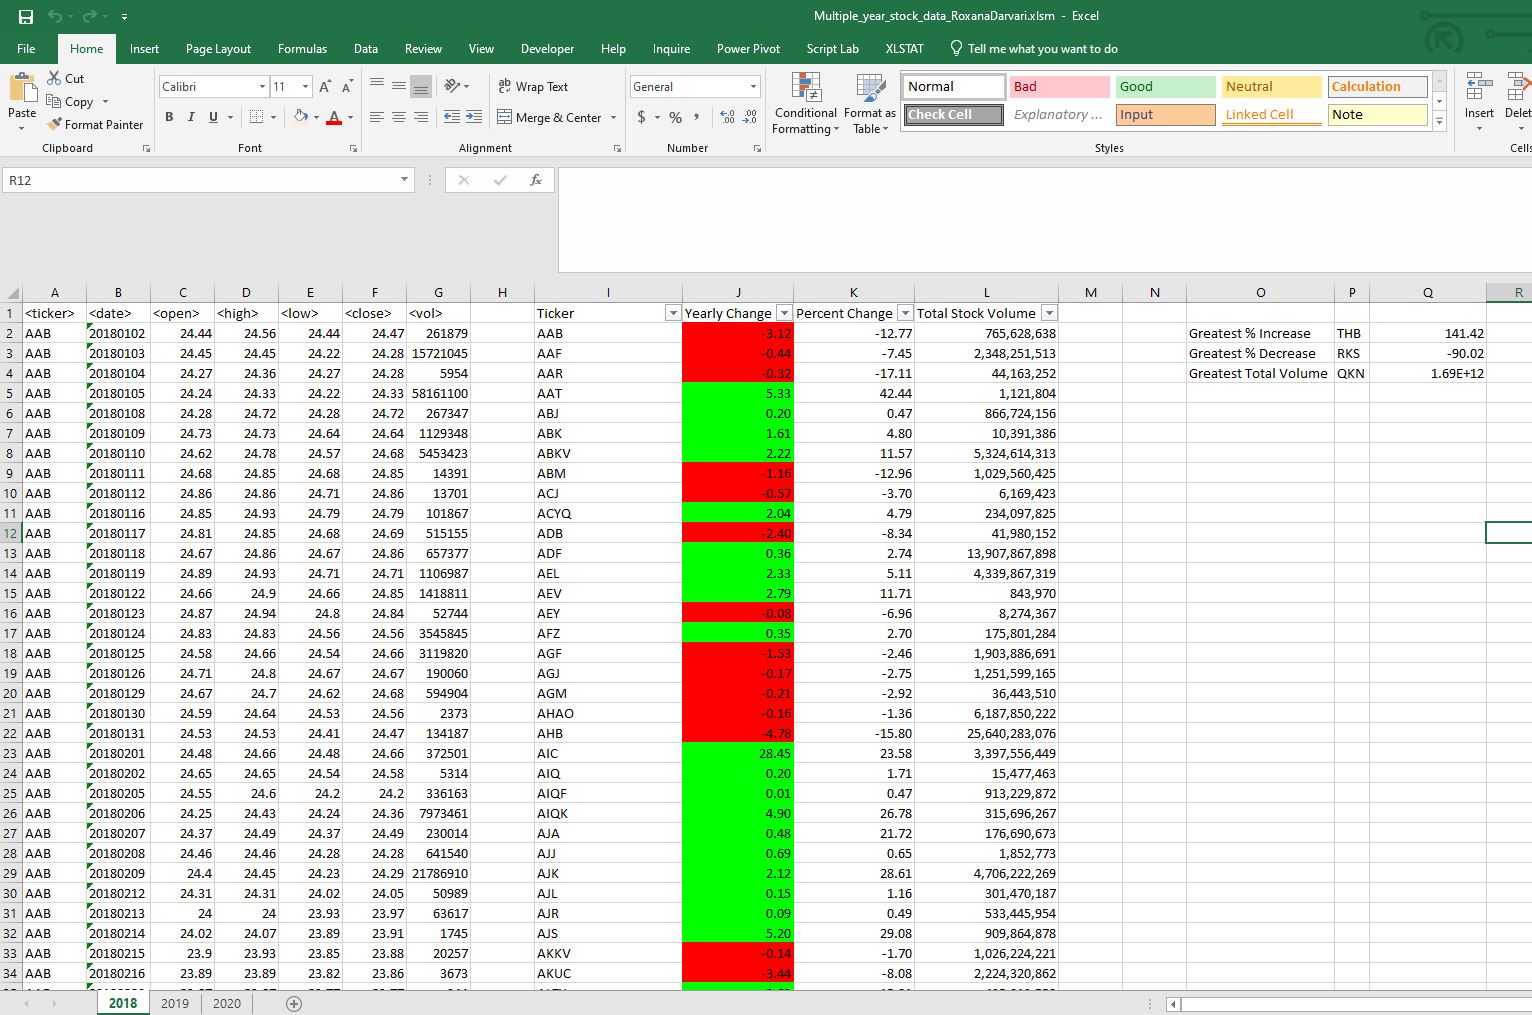 Multiple_year_stock_data_RoxanaDarvari.xlsm - Excel
File Home Insert Page Layout Formulas Data Review View Developer Help Inquire Power Pivot Script Lab XLSTAT Tell me what you want to do
Paste Cut Copy Format Painter
Calibri 11
B I U
Wrap Text
Merge & Center
General
$ % ,
Conditional Formatting
Format as Table
Normal Bad Good Neutral Calculation
Check Cell Explanatory ... Input Linked Cell Note
Insert
Clipboard Font Alignment Number Styles
R12 fx
A B C D E F G H I J K L M N O P Q R
1 <ticker> <date> <open> <high> <low> <close> <vol> Ticker Yearly Change Percent Change Total Stock Volume
2 AAB 20180102 24.44 24.56 24.44 24.47 261879 AAB -3.12 -12.77 765,628,638 Greatest % Increase THB 141.42
3 AAB 20180103 24.45 24.45 24.22 24.28 15721045 AAF -0.44 -7.45 2,348,251,513 Greatest % Decrease RKS -90.02
4 AAB 20180104 24.27 24.36 24.27 24.28 5954 AAR -0.32 -17.11 44,163,252 Greatest Total Volume QKN 1.69E+12
5 AAB 20180105 24.24 24.33 24.22 24.33 58161100 AAT 5.33 42.44 1,121,804
6 AAB 20180108 24.28 24.72 24.28 24.72 267347 ABJ 0.20 0.47 866,724,156
7 AAB 20180109 24.73 24.73 24.64 24.64 1129348 ABK 1.61 4.80 10,391,386
8 AAB 20180110 24.62 24.78 24.57 24.68 5453423 ABKV 2.22 11.57 5,324,614,313
9 AAB 20180111 24.68 24.85 24.68 24.85 14391 ABM -1.16 -12.96 1,029,560,425
10 AAB 20180112 24.86 24.86 24.71 24.86 13701 ACJ -0.57 -3.70 6,169,423
11 AAB 20180116 24.85 24.93 24.79 24.79 101867 ACYQ 2.04 4.79 234,097,825
12 AAB 20180117 24.81 24.85 24.68 24.69 515155 ADB -2.40 -8.34 41,980,152
13 AAB 20180118 24.67 24.86 24.67 24.86 657377 ADF 0.36 2.74 13,907,867,898
14 AAB 20180119 24.89 24.93 24.71 24.71 1106987 AEL 2.33 5.11 4,339,867,319
15 AAB 20180122 24.66 24.9 24.66 24.85 1418811 AEV 2.79 11.71 843,970
16 AAB 20180123 24.87 24.94 24.8 24.84 52744 AEY -0.08 -6.96 8,274,367
17 AAB 20180124 24.83 24.83 24.56 24.56 3545845 AFZ 0.35 2.70 175,801,284
18 AAB 20180125 24.58 24.66 24.54 24.66 3119820 AGF -1.53 -2.46 1,903,886,691
19 AAB 20180126 24.71 24.8 24.67 24.67 190060 AGJ -0.17 -2.75 1,251,599,165
20 AAB 20180129 24.67 24.7 24.62 24.68 594904 AGM -0.21 -2.92 36,443,510
21 AAB 20180130 24.59 24.64 24.53 24.56 2373 AHAO -0.16 -1.36 6,187,850,222
22 AAB 20180131 24.53 24.53 24.41 24.47 134187 AHB -4.78 -15.80 25,640,283,076
23 AAB 20180201 24.48 24.66 24.48 24.66 372501 AIC 28.45 23.58 3,397,556,449
24 AAB 20180202 24.65 24.65 24.54 24.58 5314 AIQ 0.20 1.71 15,477,463
25 AAB 20180205 24.55 24.6 24.2 24.2 336163 AIQF 0.01 0.47 913,229,872
26 AAB 20180206 24.25 24.43 24.24 24.36 7973461 AIQK 4.90 26.78 315,696,267
27 AAB 20180207 24.37 24.49 24.37 24.49 230014 AJA 0.48 21.72 176,690,673
28 AAB 20180208 24.46 24.46 24.28 24.28 641540 AJJ 0.69 0.65 1,852,773
29 AAB 20180209 24.4 24.45 24.23 24.29 21786910 AJK 2.12 28.61 4,706,222,269
30 AAB 20180212 24.31 24.31 24.02 24.05 50989 AJL 0.15 1.16 301,470,187
31 AAB 20180213 24 24 23.93 23.97 63617 AJR 0.09 0.49 533,445,954
32 AAB 20180214 24.02 24.07 23.89 23.91 1745 AJS 5.20 29.08 909,864,878
33 AAB 20180215 23.9 23.93 23.85 23.88 20257 AKKV -0.14 -1.70 1,026,224,221
34 AAB 20180216 23.89 23.89 23.82 23.86 3673 AKUC -3.44 -8.08 2,224,320,862
2018 2019 2020